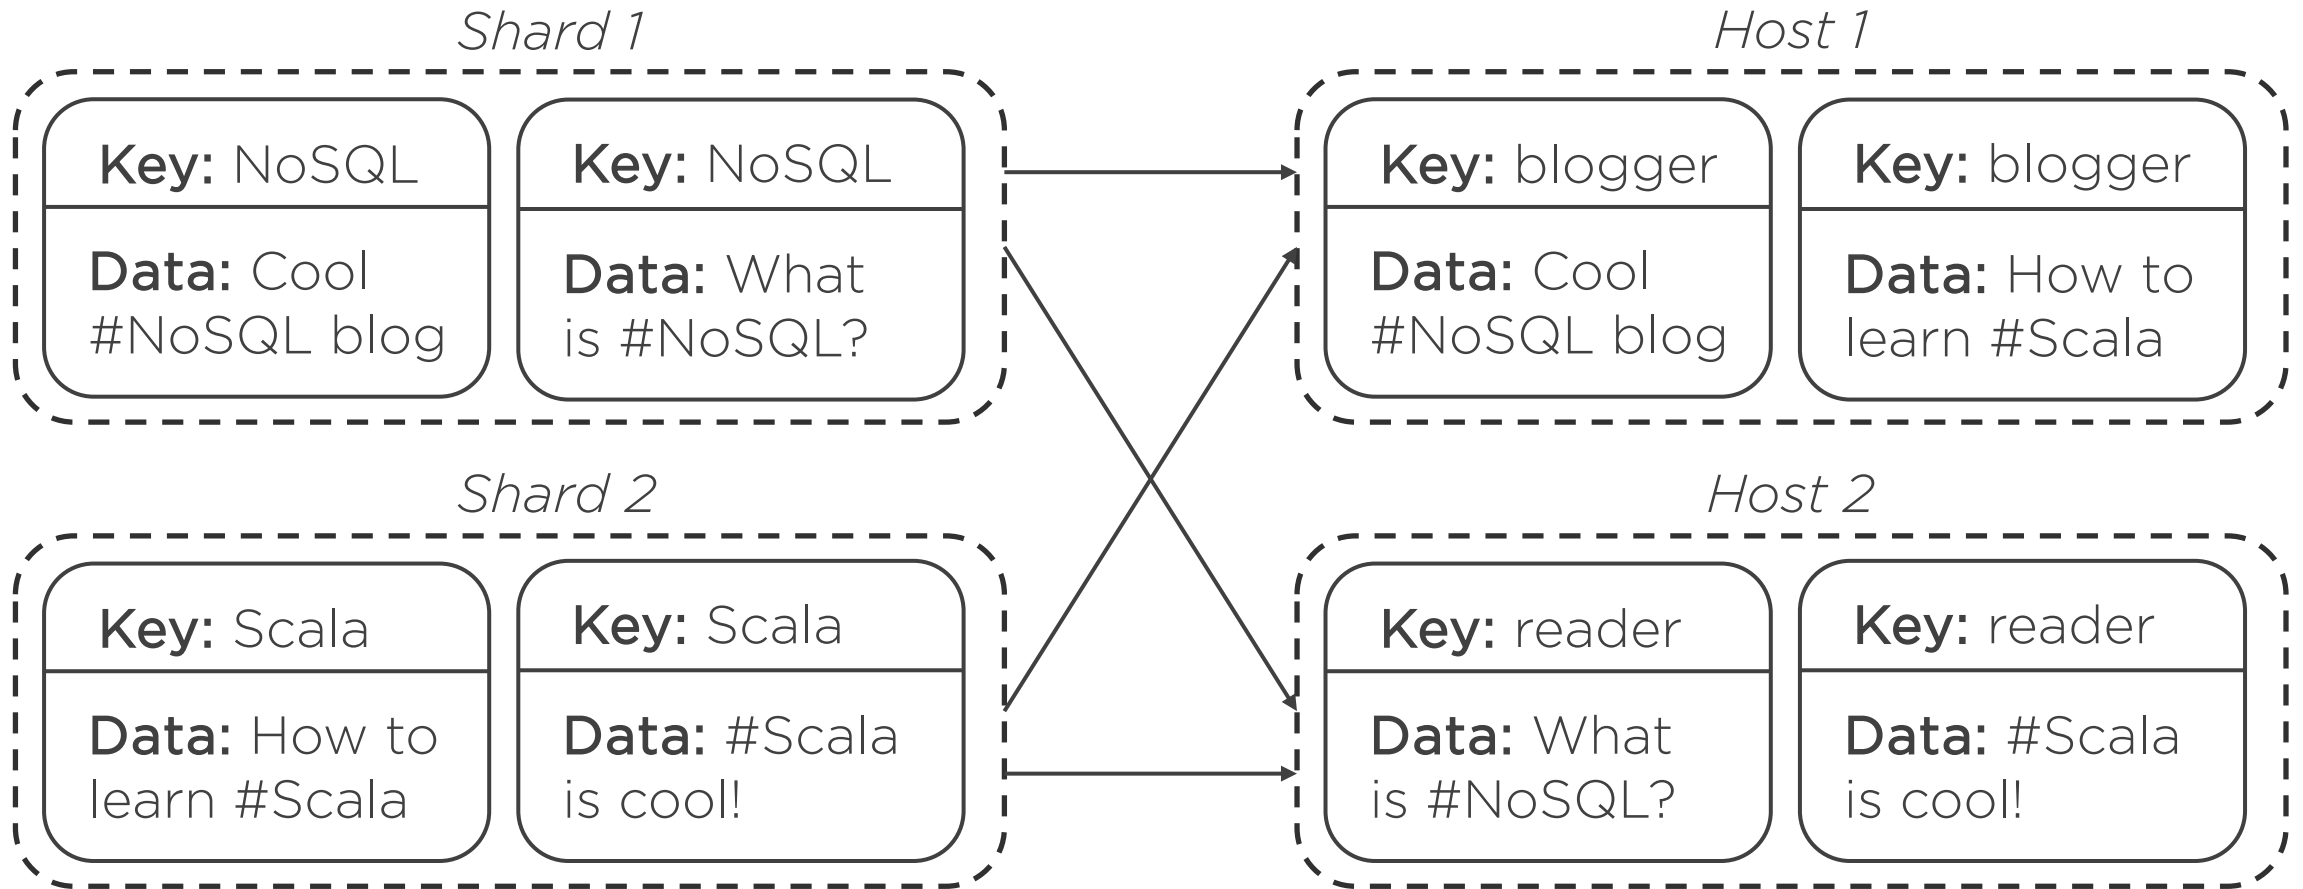 Shard 1
Key: NoSQL
Data: Cool
#NoSQL blog
Key: NoSQL
Data: What
is #NoSQL?
Host 1
Key: blogger
Data: Cool
#NoSQL blog
Key: blogger
Data: How to
learn #Scala
Shard 2
Key: Scala
Data: How to
learn #Scala
Key: Scala
Data: #Scala
is cool!
Host 2
Key: reader
Data: What
is #NoSQL?
Key: reader
Data: #Scala
is cool!